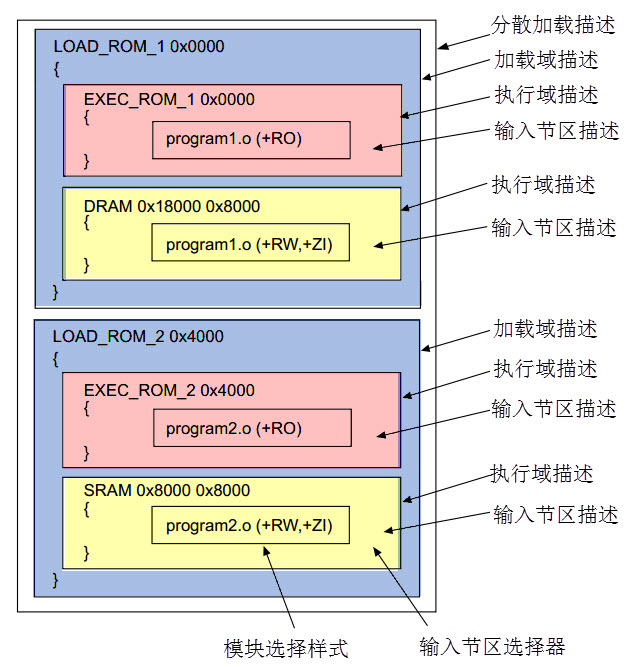 分散加载描述
LOAD_ROM_1 0x0000
加载域描述
{
EXEC_ROM_1 0x0000
执行域描述
{
program1.o (+RO)
输入节区描述
}
DRAM 0x18000 0x8000
执行域描述
{
program1.o (+RW,+ZI)
输入节区描述
}
}
LOAD_ROM_2 0x4000
加载域描述
{
EXEC_ROM_2 0x4000
执行域描述
{
program2.o (+RO)
输入节区描述
}
SRAM 0x8000 0x8000
执行域描述
{
program2.o (+RW,+ZI)
输入节区描述
}
}
模块选择样式
输入节区选择器